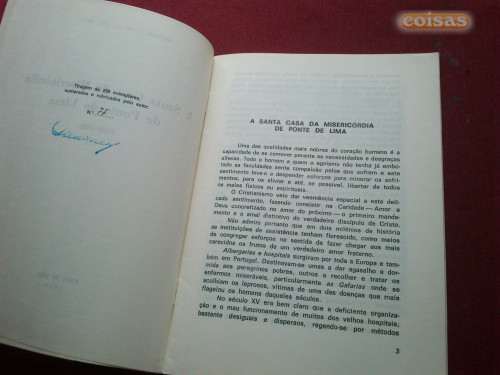 coisas
Tiragem de 250 exemplares,
numerados e rubricados pelo autor.
N.º 77
A SANTA CASA DA MISERICÓRDIA
DE PONTE DE LIMA
Uma das qualidades mais nobres do coração humano é a
capacidade de se comover perante as necessidades e desgraças
alheias. Todo o homem a quem o egoísmo não tenha embotado
as faculdades sente compaixão pelos que sofrem e este
sentimento leva-o a despender esforços para minorar os sofri-
mentos, para os aliviar e até, se possível, libertar de todos
os males físicos ou espirituais.
O Cristianismo veio dar veemência especial a este deli-
cado sentimento, fazendo consistir na Caridade — Amor a
Deus concretizado no amor do próximo — o primeiro manda-
mento e o sinal distintivo do verdadeiro discípulo de Cristo.
Não admira portanto que em dois milénios de história
as instituições de assistência tenham florescido, como meios
de congregar esforços no sentido de fazer chegar aos mais
carecidos os frutos de um verdadeiro amor fraterno.
Albergarias e hospitais surgiram por toda a Europa e tam-
bém em Portugal. Destinavam-se umas a dar agasalho e dor-
mida aos peregrinos pobres, outros a recolher e tratar os
enfermos miseráveis, particularmente as Gafarias onde se
acolhiam os leprosos, vítimas de uma das doenças que mais
flagelou os homens daqueles séculos.
No século XV era bem claro que a deficiente organiza-
ção e o mau funcionamento de muitos dos velhos hospitais,
bastante desiguais e dispersos, regendo-se por métodos
3